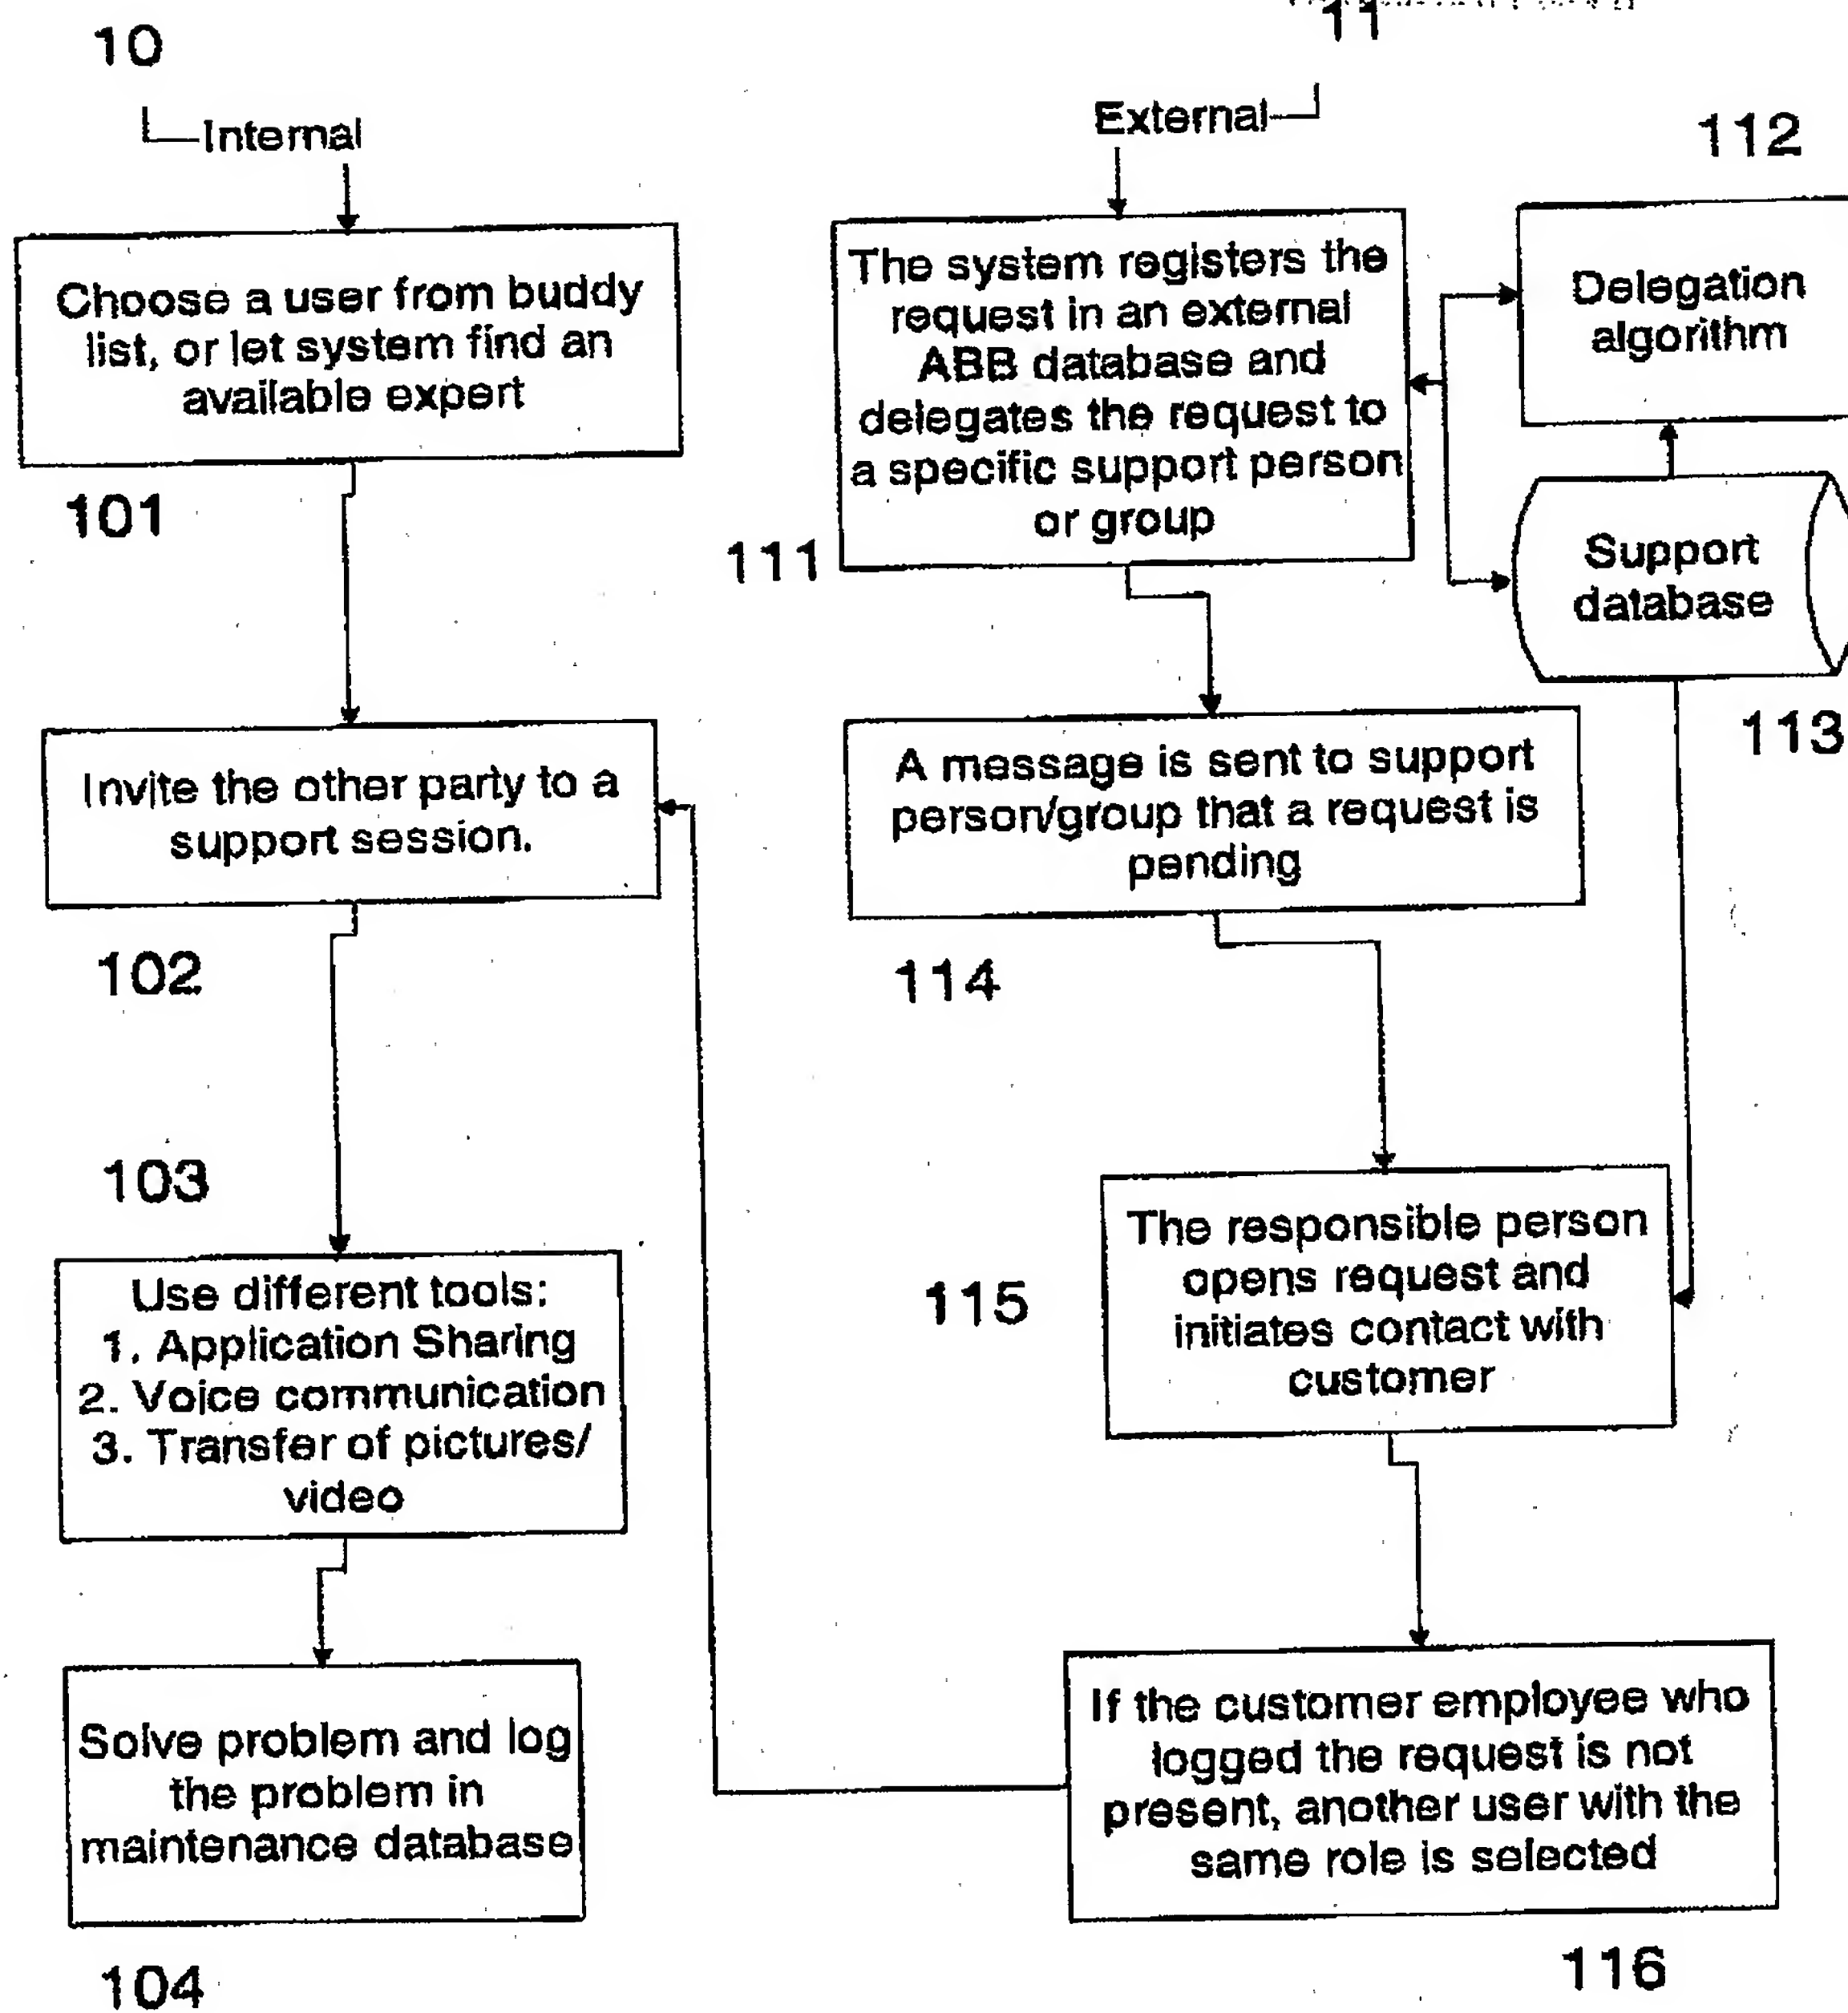 10
Internal
Choose a user from buddy
list, or let system find an
available expert
101
Invite the other party to a
support session.
102
103
Use different tools:
1. Application Sharing
2. Voice communication
3. Transfer of pictures/
video
Solve problem and log
the problem in
maintenance database
104
11
External
The system registers the
request in an external
ABB database and
delegates the request to
a specific support person
or group
111
112
Delegation
algorithm
Support
database
113
A message is sent to support
person/group that a request is
pending
114
115
The responsible person
opens request and
initiates contact with
customer
If the customer employee who
logged the request is not
present, another user with the
same role is selected
116